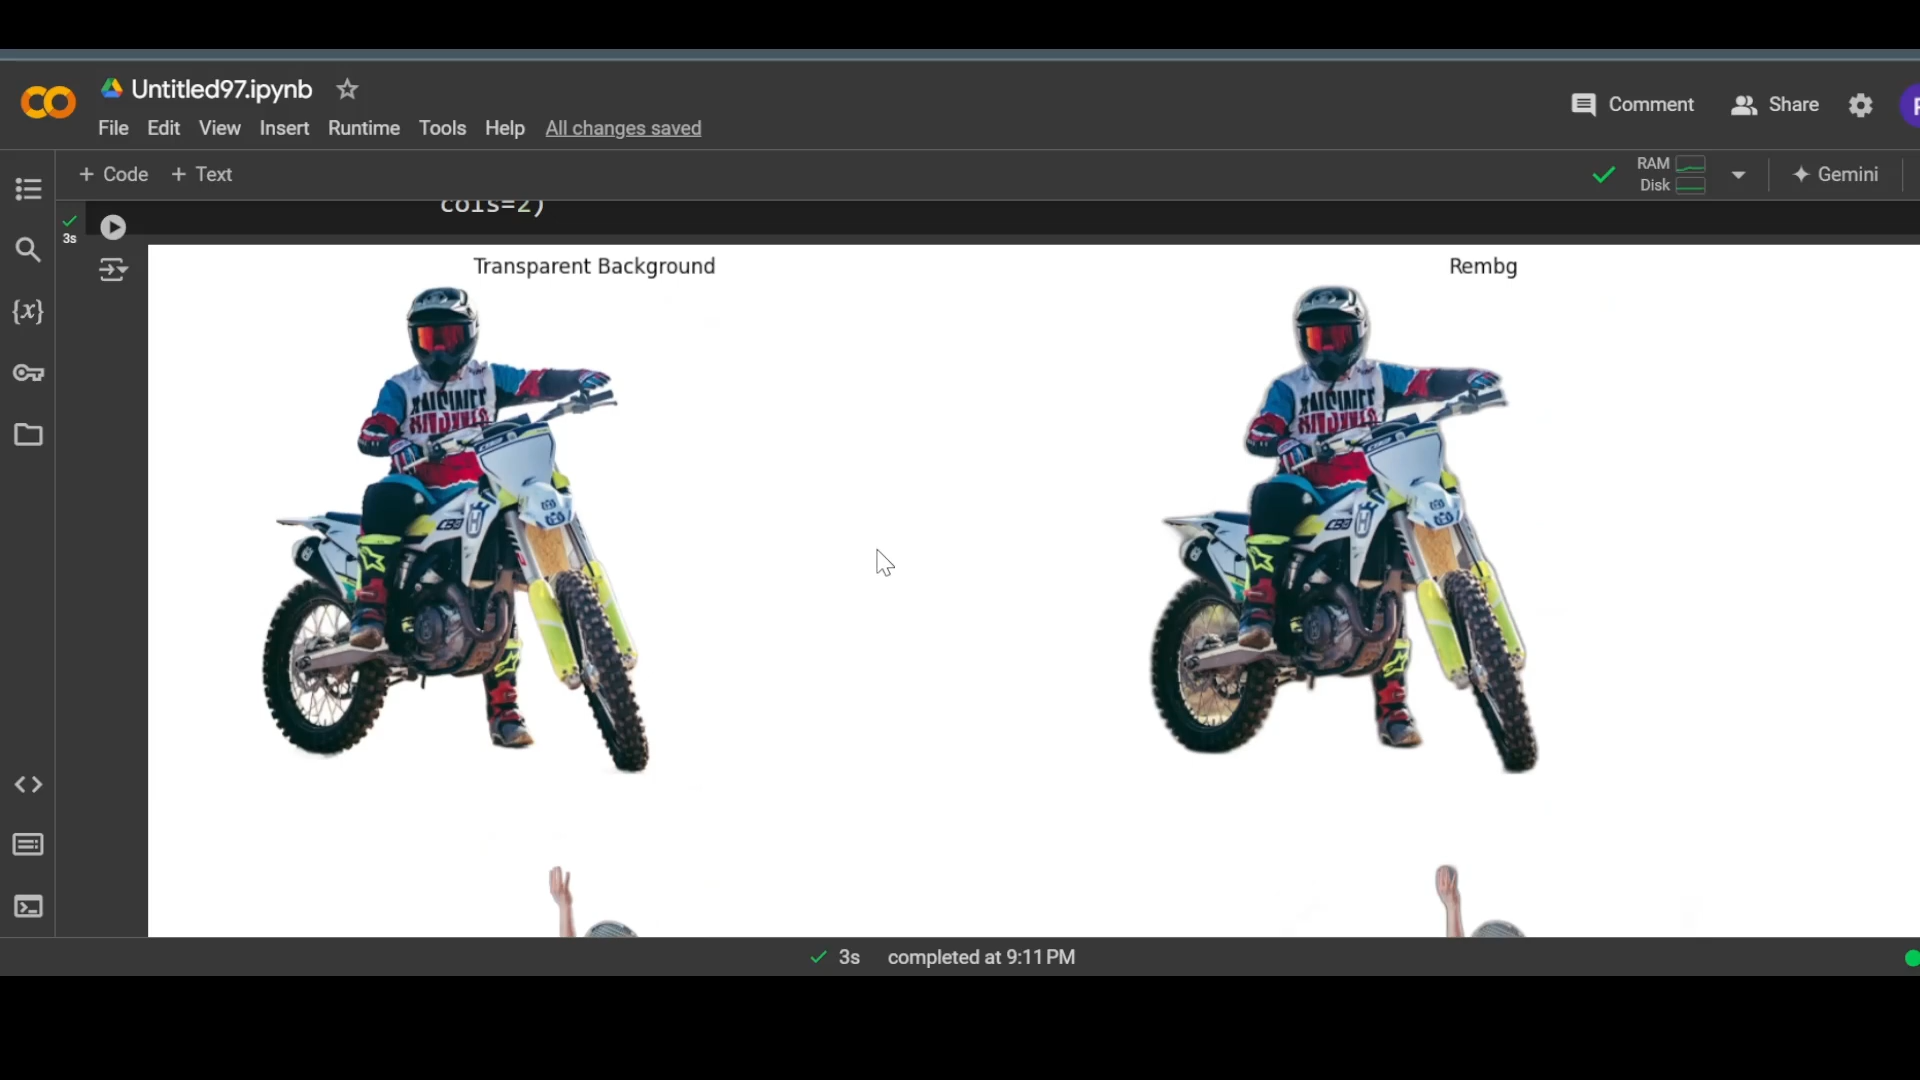 Untitled97.ipynb
File Edit View Insert Runtime Tools Help All changes saved
Comment Share
+ Code + Text
RAM
Disk
Gemini
cols=2)
3s
{x}
Transparent Background Rembg
3s completed at 9:11 PM